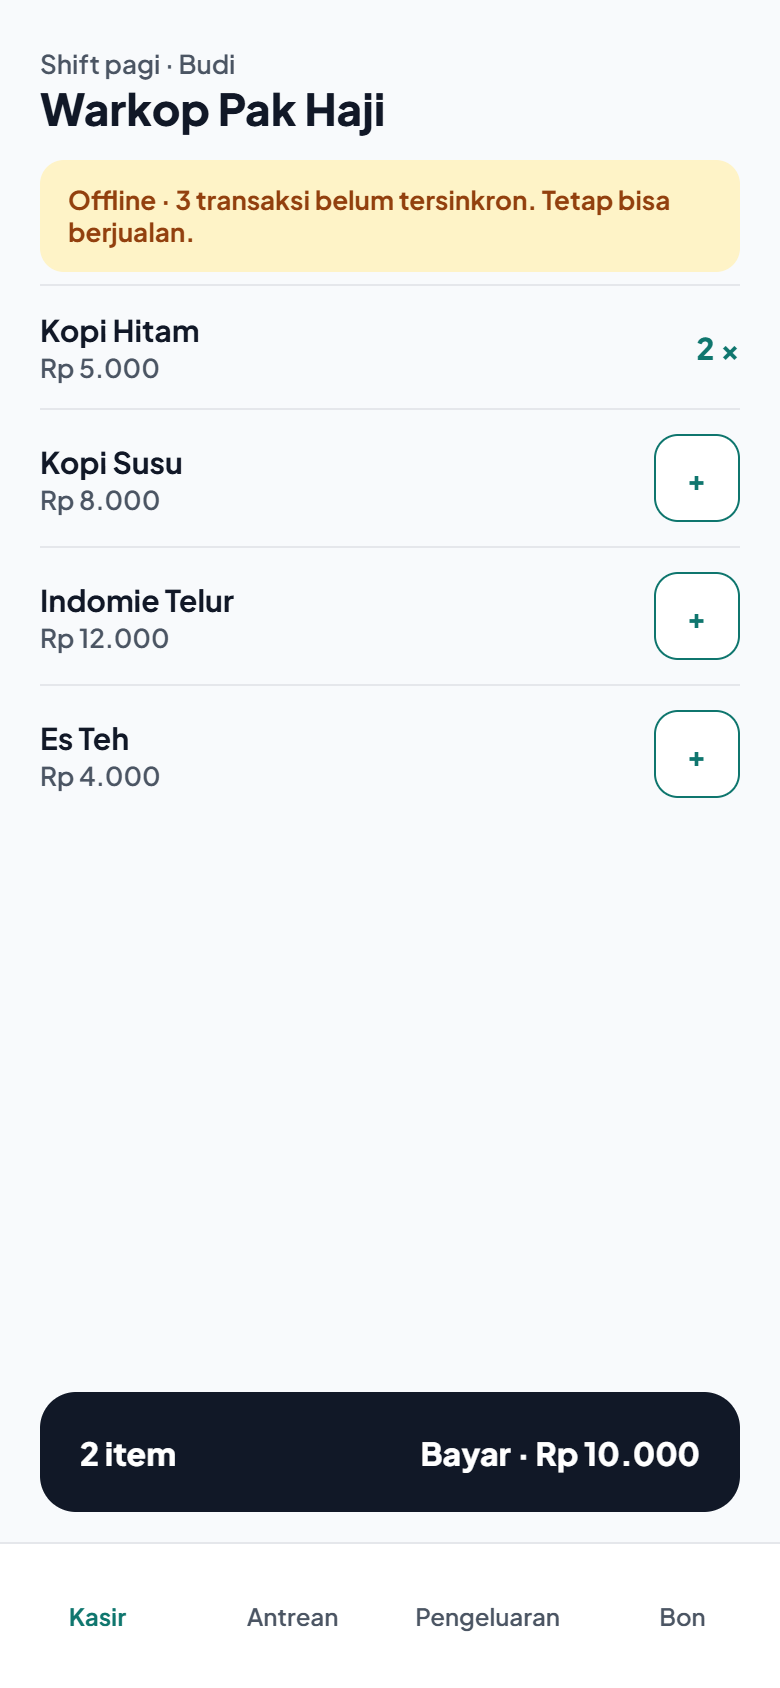 Shift pagi · Budi
Warkop Pak Haji
Offline · 3 transaksi belum tersinkron. Tetap bisa
berjualan.
Kopi Hitam
Rp 5.000
2 ×
Kopi Susu
Rp 8.000
+
Indomie Telur
Rp 12.000
+
Es Teh
Rp 4.000
+
2 item
Bayar · Rp 10.000
Kasir
Antrean
Pengeluaran
Bon